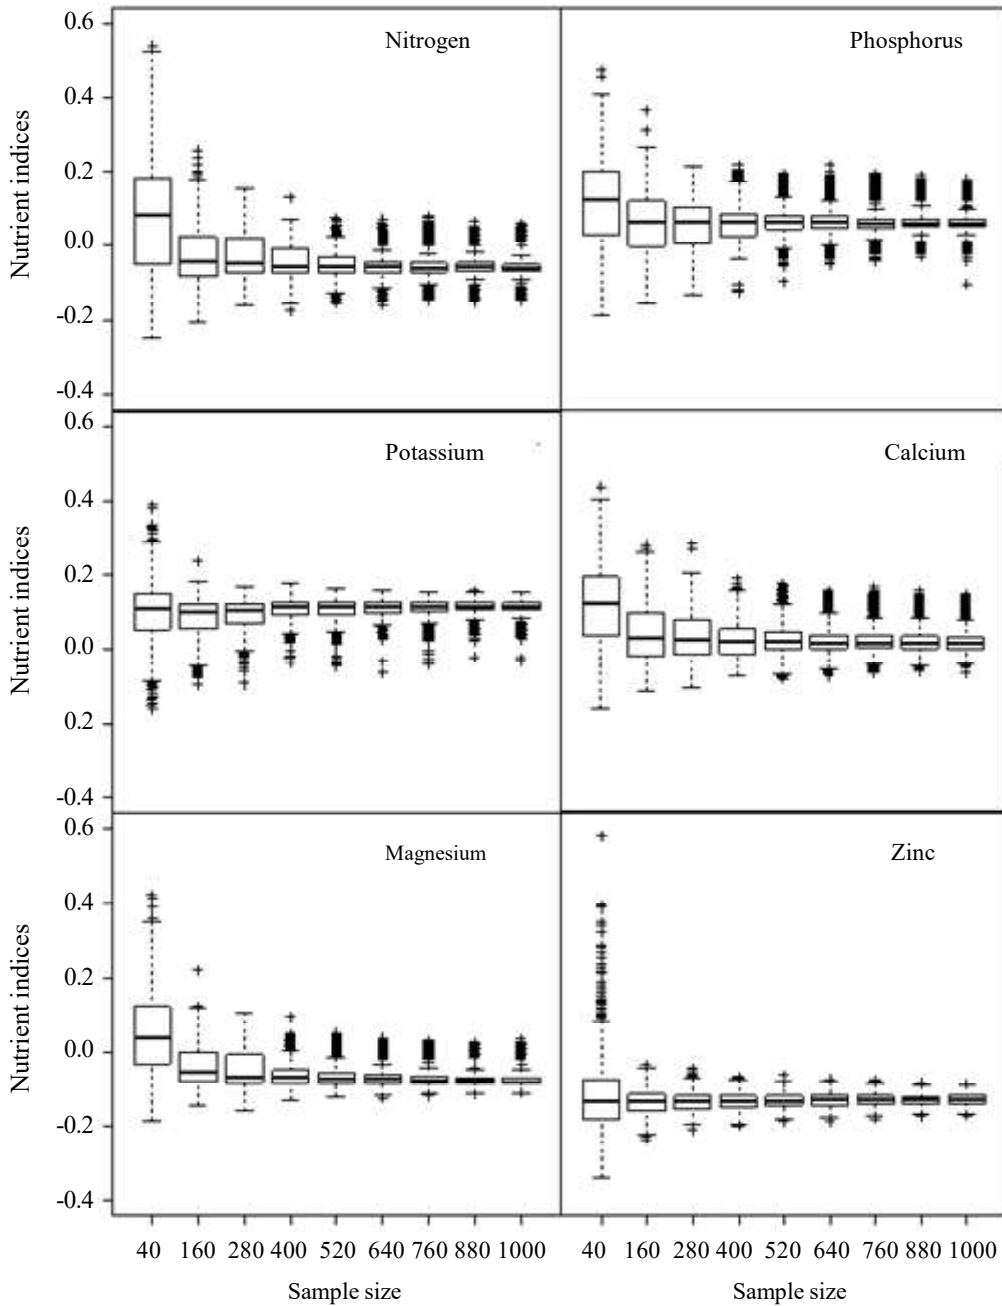 0.6
Nitrogen
Phosphorus
0.4
0.2
0.0
-0.2
-0.4
Nutrient indices
0.6
Potassium
Calcium
0.4
0.2
0.0
0.2
-0.4
Nutrient indices
0.6
Magnesium
Zinc
0.4
0.2
0.0
-0.2
-0.4
Nutrient indices
40 160 280 400 520 640 760 880 1000
40 160 280 400 520 640 760 880 1000
Sample size
Sample size